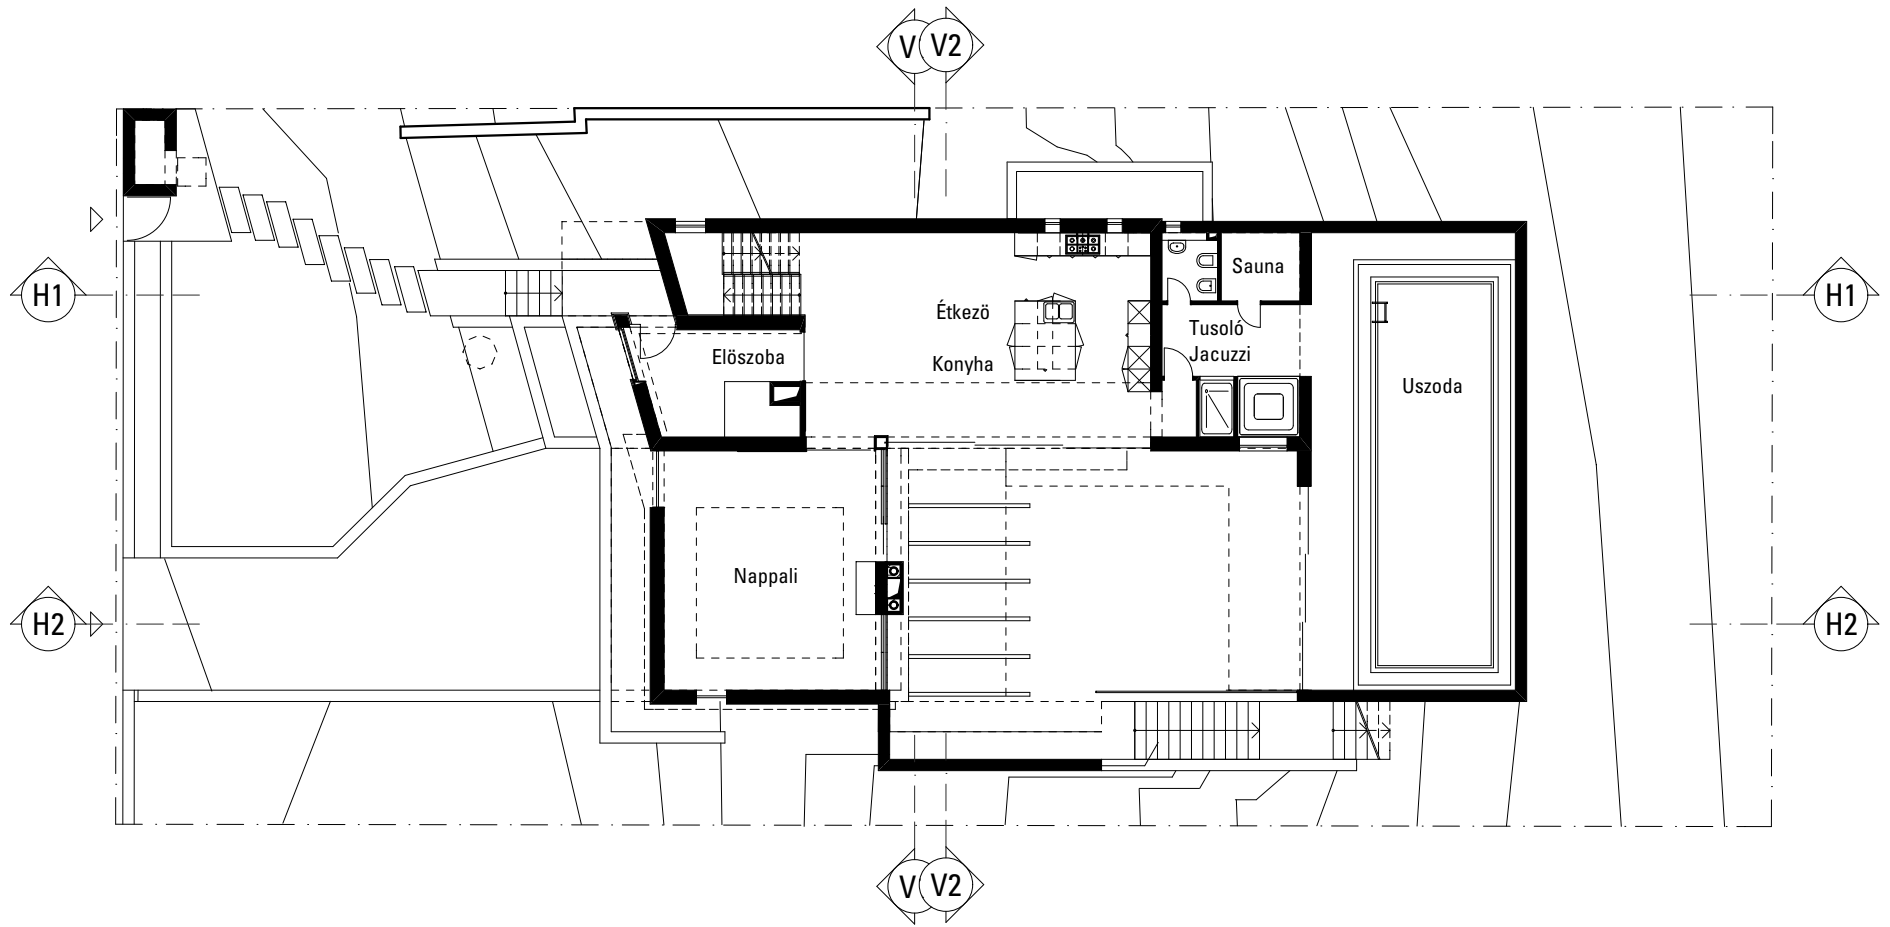 V V2
H1 H1
Sauna
Étkezö
Tusoló
Jacuzzi
Elöszoba
Konyha
Uszoda
Nappali
H2 H2
V V2